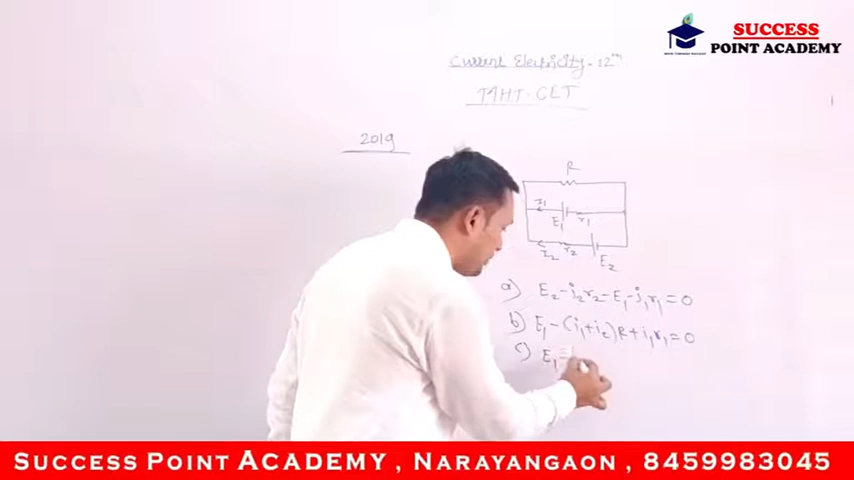 SUCCESS
POINT ACADEMY
Current Electricity - 12th
MHT-CET
2019
R
I1
E1
r1
I2
r2
E2
a) E2-i2r2-E1-i1r1=0
b) E1-(i1+i2)R+i1r1=0
c) E1=
SUCCESS POINT ACADEMY, NARAYANGAON, 8459983045